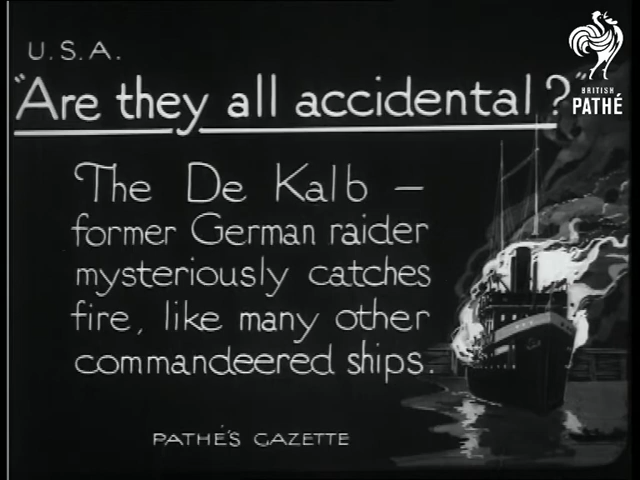 U.S.A.
"Are they all accidental?"
The De Kalb –
former German raider
mysteriously catches
fire, like many other
commandeered ships.
PATHÉ'S GAZETTE
BRITISH
PATHÉ